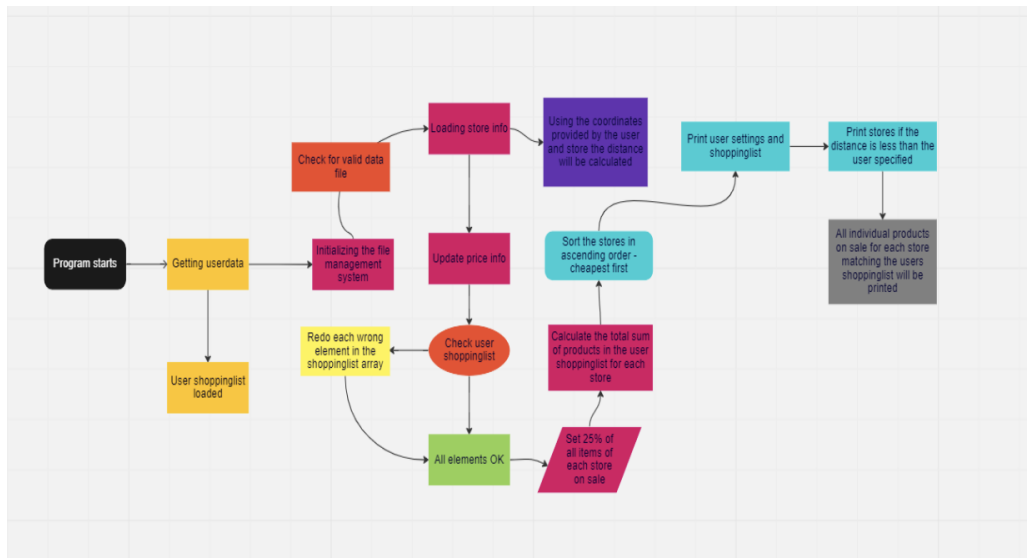 Program starts
Getting userdata
User shoppinglist
loaded
Initializing the file
management
system
Check for valid data
file
Loading store info
Using the coordinates
provided by the user
and store the distance
will be calculated
Update price info
Check user
shoppinglist
Redo each wrong
element in the
shoppinglist array
All elements OK
Set 25% of
all items of
each store
on sale
Calculate the total sum
of products in the user
shoppinglist for each
store
Sort the stores in
ascending order -
cheapest first
Print user settings and
shoppinglist
Print stores if the
distance is less than the
user specified
All individual products
on sale for each store
matching the users
shoppinglist will be
printed